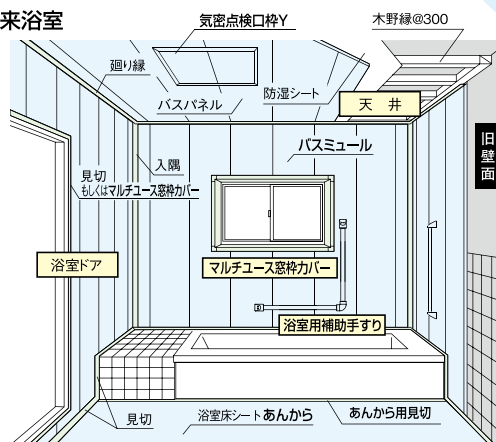 来浴室
気密点検口枠Y
木野縁@300
廻り縁
バスパネル
防湿シート
天 井
バスミュール
旧壁面
入隅
見切
もしくはマルチユース窓枠カバー
浴室ドア
マルチユース窓枠カバー
浴室用補助手すり
見切
浴室床シートあんから
あんから用見切